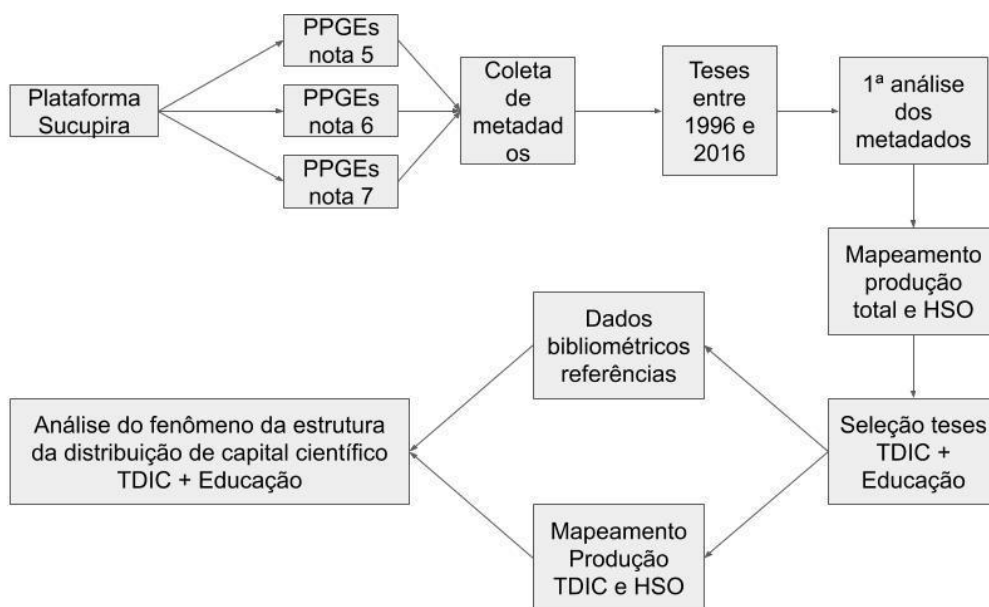 Plataforma
Sucupira
PPGEs
nota 5
PPGEs
nota 6
PPGEs
nota 7
Coleta
de
metadad
os
Teses
entre
1996 e
2016
1ª análise
dos
metadados
Mapeamento
produção
total e HSO
Seleção teses
TDIC +
Educação
Dados
bibliométricos
referências
Mapeamento
Produção
TDIC e HSO
Análise do fenômeno da estrutura
da distribuição de capital científico
TDIC + Educação